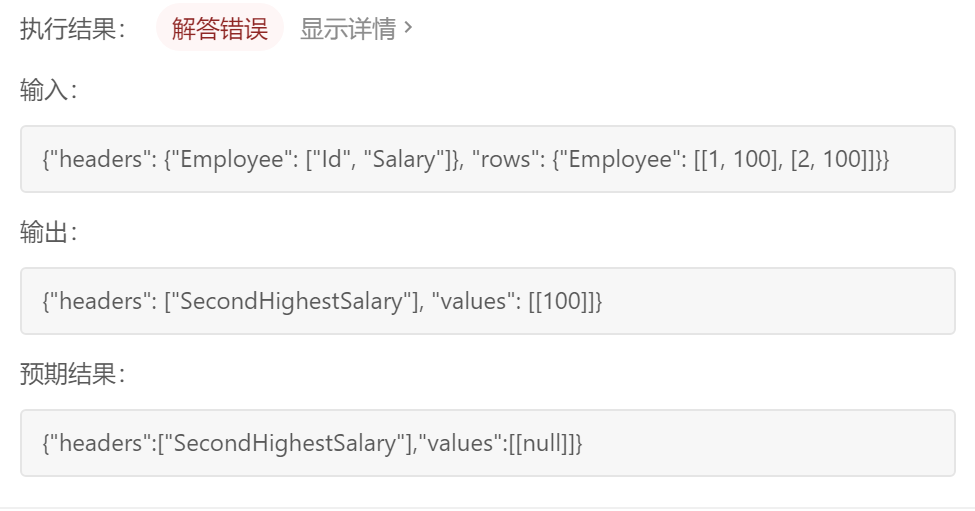 执行结果： 解答错误 显示详情 >
输入：
{"headers": {"Employee": ["Id", "Salary"]}, "rows": {"Employee": [[1, 100], [2, 100]]}}
输出：
{"headers": ["SecondHighestSalary"], "values": [[100]]}
预期结果：
{"headers":["SecondHighestSalary"],"values":[[null]]}